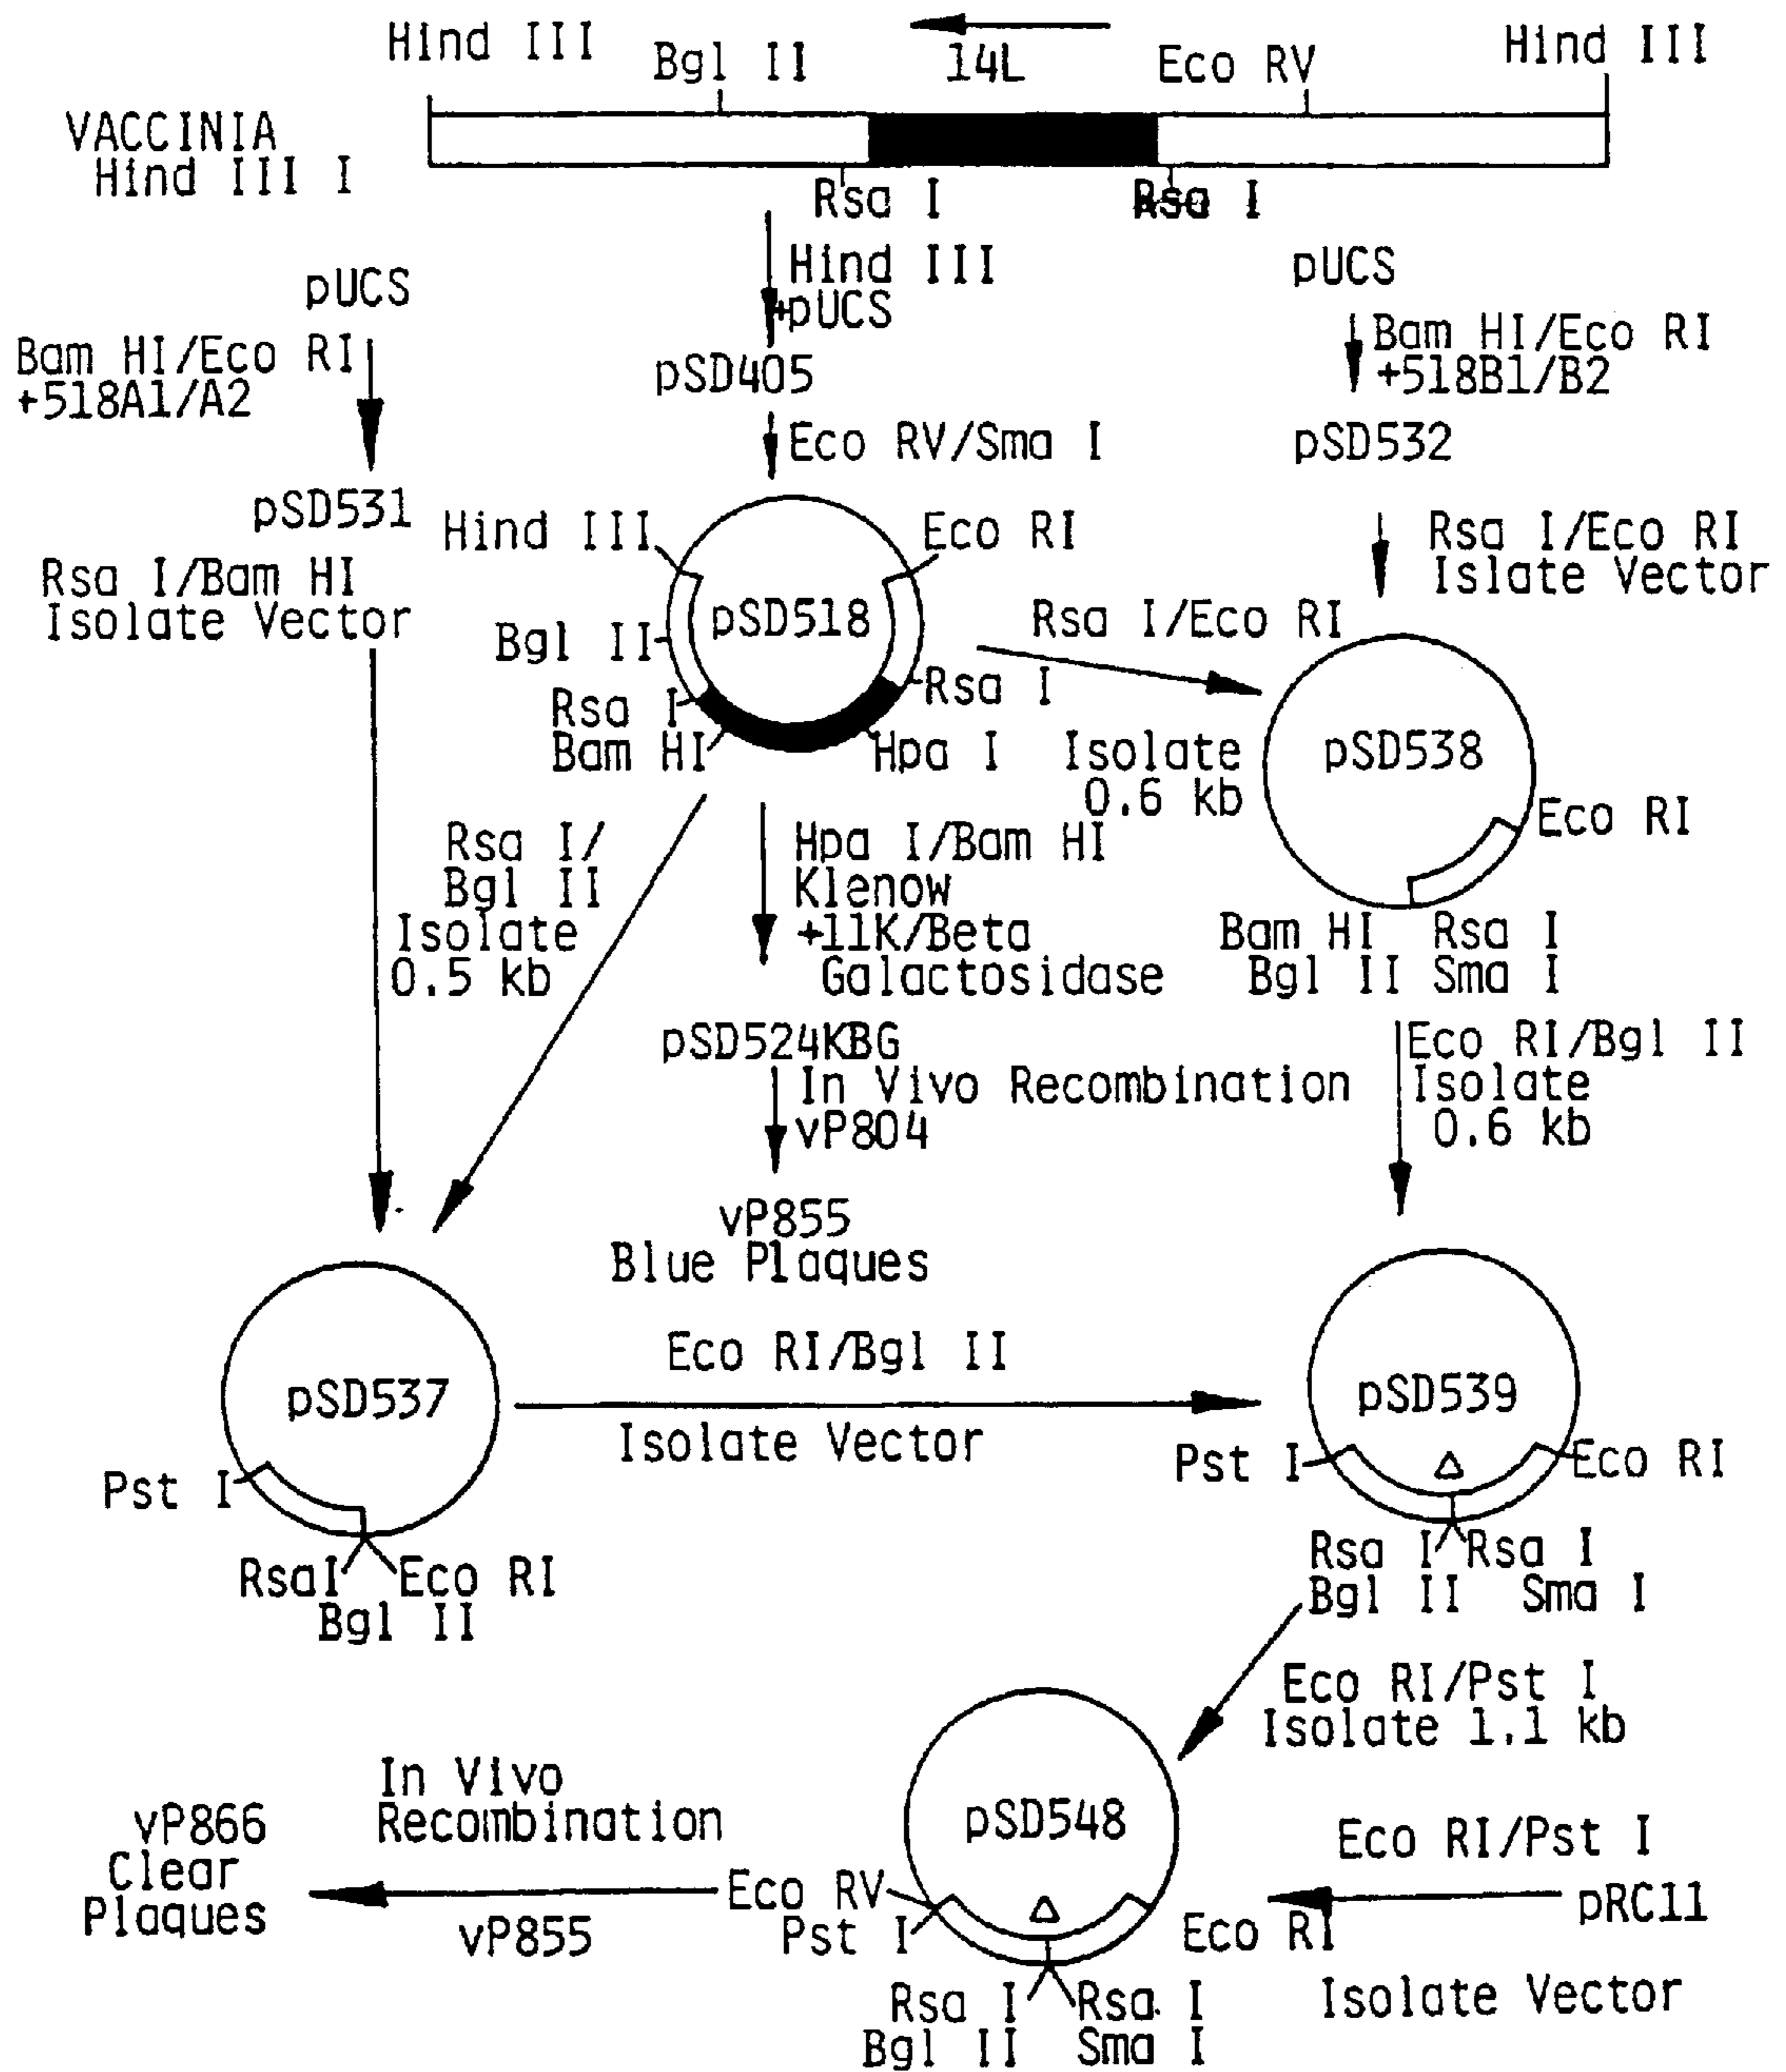 Hind III
Bgl II
14L
Eco RV
Hind III
VACCINIA
Hind III I
Rsa I
Rsa I
pUCS
Bam HI/Eco RI
+518A1/A2
pSD531
Rsa I/Bam HI
Isolate Vector
Hind III
+pUCS
pSD405
Eco RV/Sma I
pUCS
Bam HI/Eco RI
+518B1/B2
pSD532
Rsa I/Eco RI
Islate Vector
Hind III
Eco RI
pSD518
Bgl II
Rsa I
Bam HI
Rsa I
Hpa I
Rsa I/Eco RI
Isolate
0.6 kb
pSD538
Eco RI
Bam HI Rsa I
Bgl II Sma I
Rsa I/
Bgl II
Isolate
0.5 kb
Hpa I/Bam HI
Klenow
+11K/Beta
Galactosidase
pSD524KBG
In Vivo Recombination
vP804
vP855
Blue Plaques
Eco RI/Bgl II
Isolate
0.6 kb
pSD537
Pst I
RsaI
Eco RI
Bgl II
Eco RI/Bgl II
Isolate Vector
pSD539
Pst I
Δ
Eco RI
Rsa I Rsa I
Bgl II Sma I
Eco RI/Pst I
Isolate 1.1 kb
pSD548
Eco RV
Pst I
Δ
Eco RI
Rsa I Rsa I
Bgl II Sma I
Eco RI/Pst I
pRC11
Isolate Vector
In Vivo
Recombination
vP855
vP866
Clear
Plaques